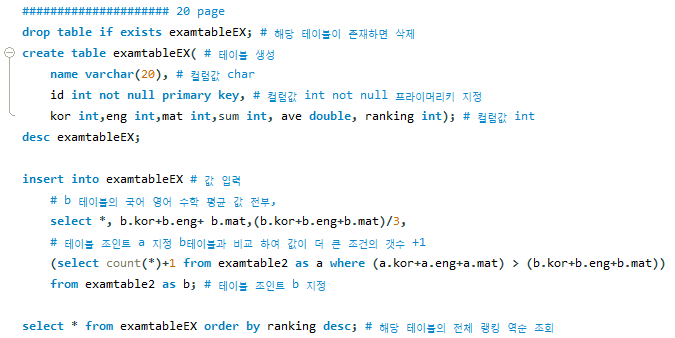 ##################### 20 page
drop table if exists examtableEX; # 해당 테이블이 존재하면 삭제
create table examtableEX( # 테이블 생성
name varchar(20), # 컬럼값 char
id int not null primary key, # 컬럼값 int not null 프라이머리키 지정
kor int,eng int,mat int,sum int, ave double, ranking int); # 컬럼값 int
desc examtableEX;
insert into examtableEX # 값 입력
# b 테이블의 국어 영어 수학 평균 값 전부,
select *, b.kor+b.eng+ b.mat,(b.kor+b.eng+b.mat)/3,
# 테이블 조인트 a 지정 b테이블과 비교 하여 값이 더 큰 조건의 갯수 +1
(select count(*)+1 from examtable2 as a where (a.kor+a.eng+a.mat) > (b.kor+b.eng+b.mat))
from examtable2 as b; # 테이블 조인트 b 지정
select * from examtableEX order by ranking desc; # 해당 테이블의 전체 랭킹 역순 조회